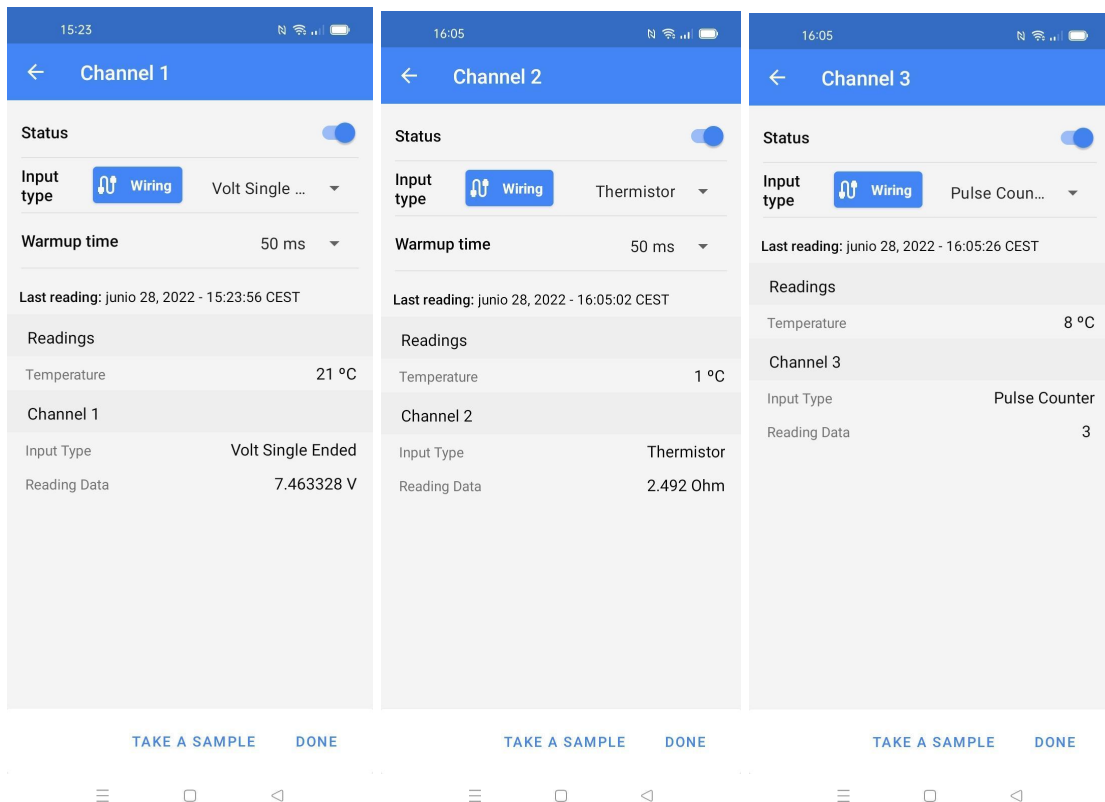 15:23
Channel 1
Status
Input type
Wiring
Volt Single ...
Warmup time
50 ms
Last reading: junio 28, 2022 - 15:23:56 CEST
Readings
Temperature
21 ºC
Channel 1
Input Type
Volt Single Ended
Reading Data
7.463328 V
TAKE A SAMPLE
DONE
16:05
Channel 2
Status
Input type
Wiring
Thermistor
Warmup time
50 ms
Last reading: junio 28, 2022 - 16:05:02 CEST
Readings
Temperature
1 ºC
Channel 2
Input Type
Thermistor
Reading Data
2.492 Ohm
TAKE A SAMPLE
DONE
16:05
Channel 3
Status
Input type
Wiring
Pulse Coun...
Last reading: junio 28, 2022 - 16:05:26 CEST
Readings
Temperature
8 ºC
Channel 3
Input Type
Pulse Counter
Reading Data
3
TAKE A SAMPLE
DONE